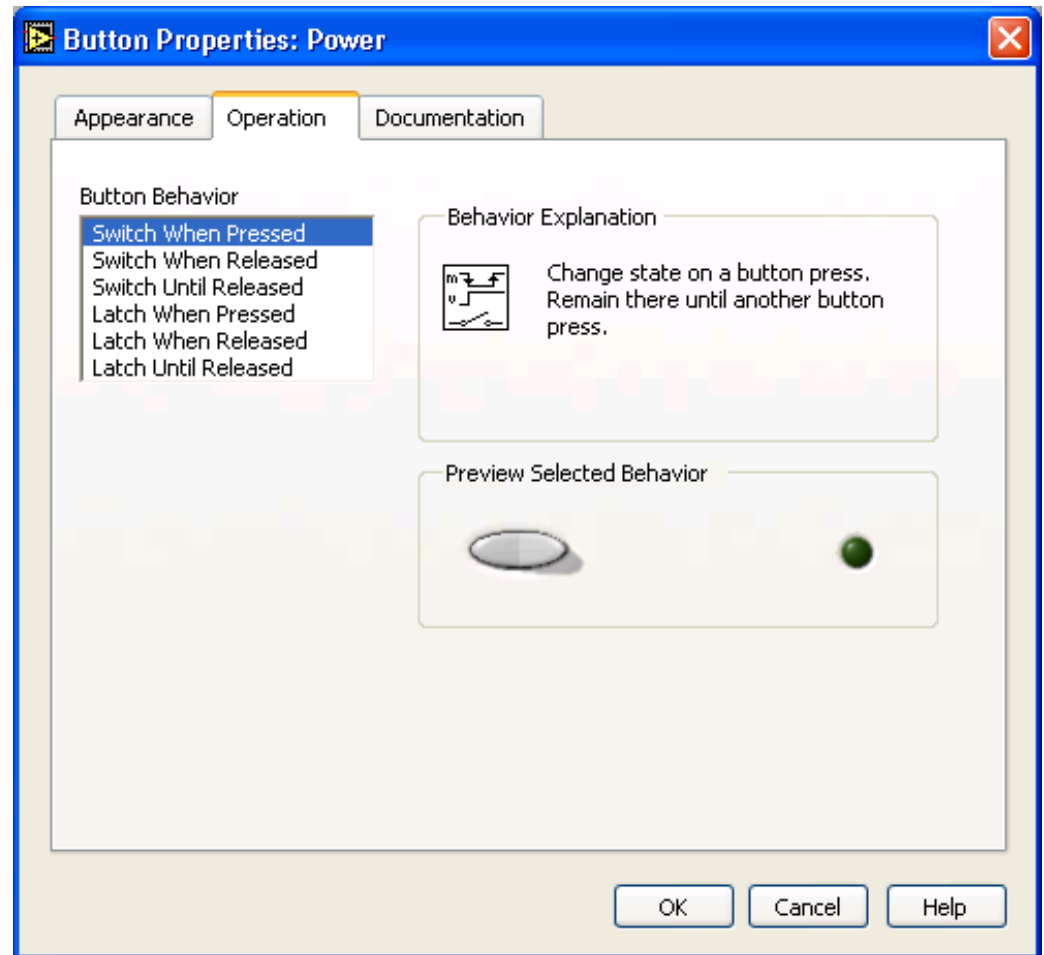 Button Properties: Power
Appearance
Operation
Documentation
Button Behavior
Switch When Pressed
Switch When Released
Switch Until Released
Latch When Pressed
Latch When Released
Latch Until Released
Behavior Explanation
m
v
Change state on a button press.
Remain there until another button
press.
Preview Selected Behavior
OK
Cancel
Help